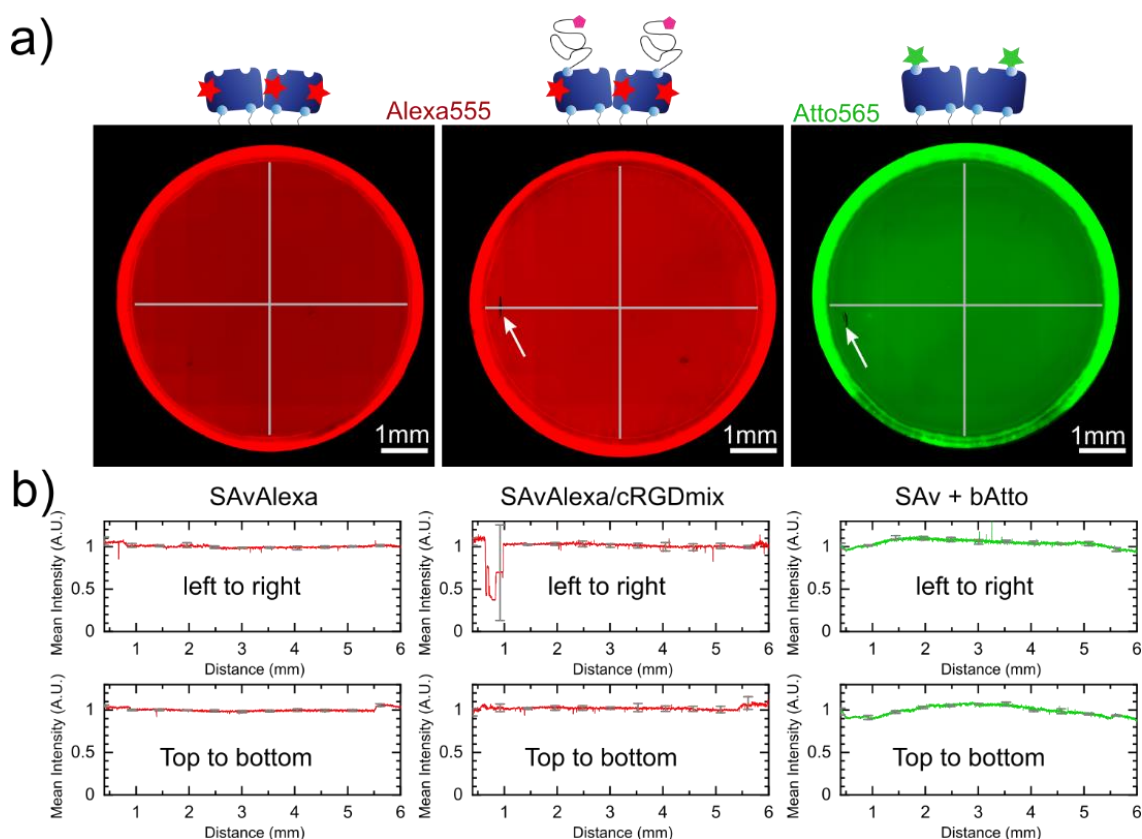 a)
Alexa555
Atto565
1mm
1mm
1mm
b)
SAvAlexa
SAvAlexa/cRGDmix
SAv + bAtto
Mean Intensity (A.U.)
1
0.5
0
left to right
1 2 3 4 5 6
Distance (mm)
Mean Intensity (A.U.)
1
0.5
0
left to right
1 2 3 4 5 6
Distance (mm)
Mean Intensity (A.U.)
1
0.5
0
left to right
1 2 3 4 5 6
Distance (mm)
Mean Intensity (A.U.)
1
0.5
0
Top to bottom
1 2 3 4 5 6
Distance (mm)
Mean Intensity (A.U.)
1
0.5
0
Top to bottom
1 2 3 4 5 6
Distance (mm)
Mean Intensity (A.U.)
1
0.5
0
Top to bottom
1 2 3 4 5 6
Distance (mm)